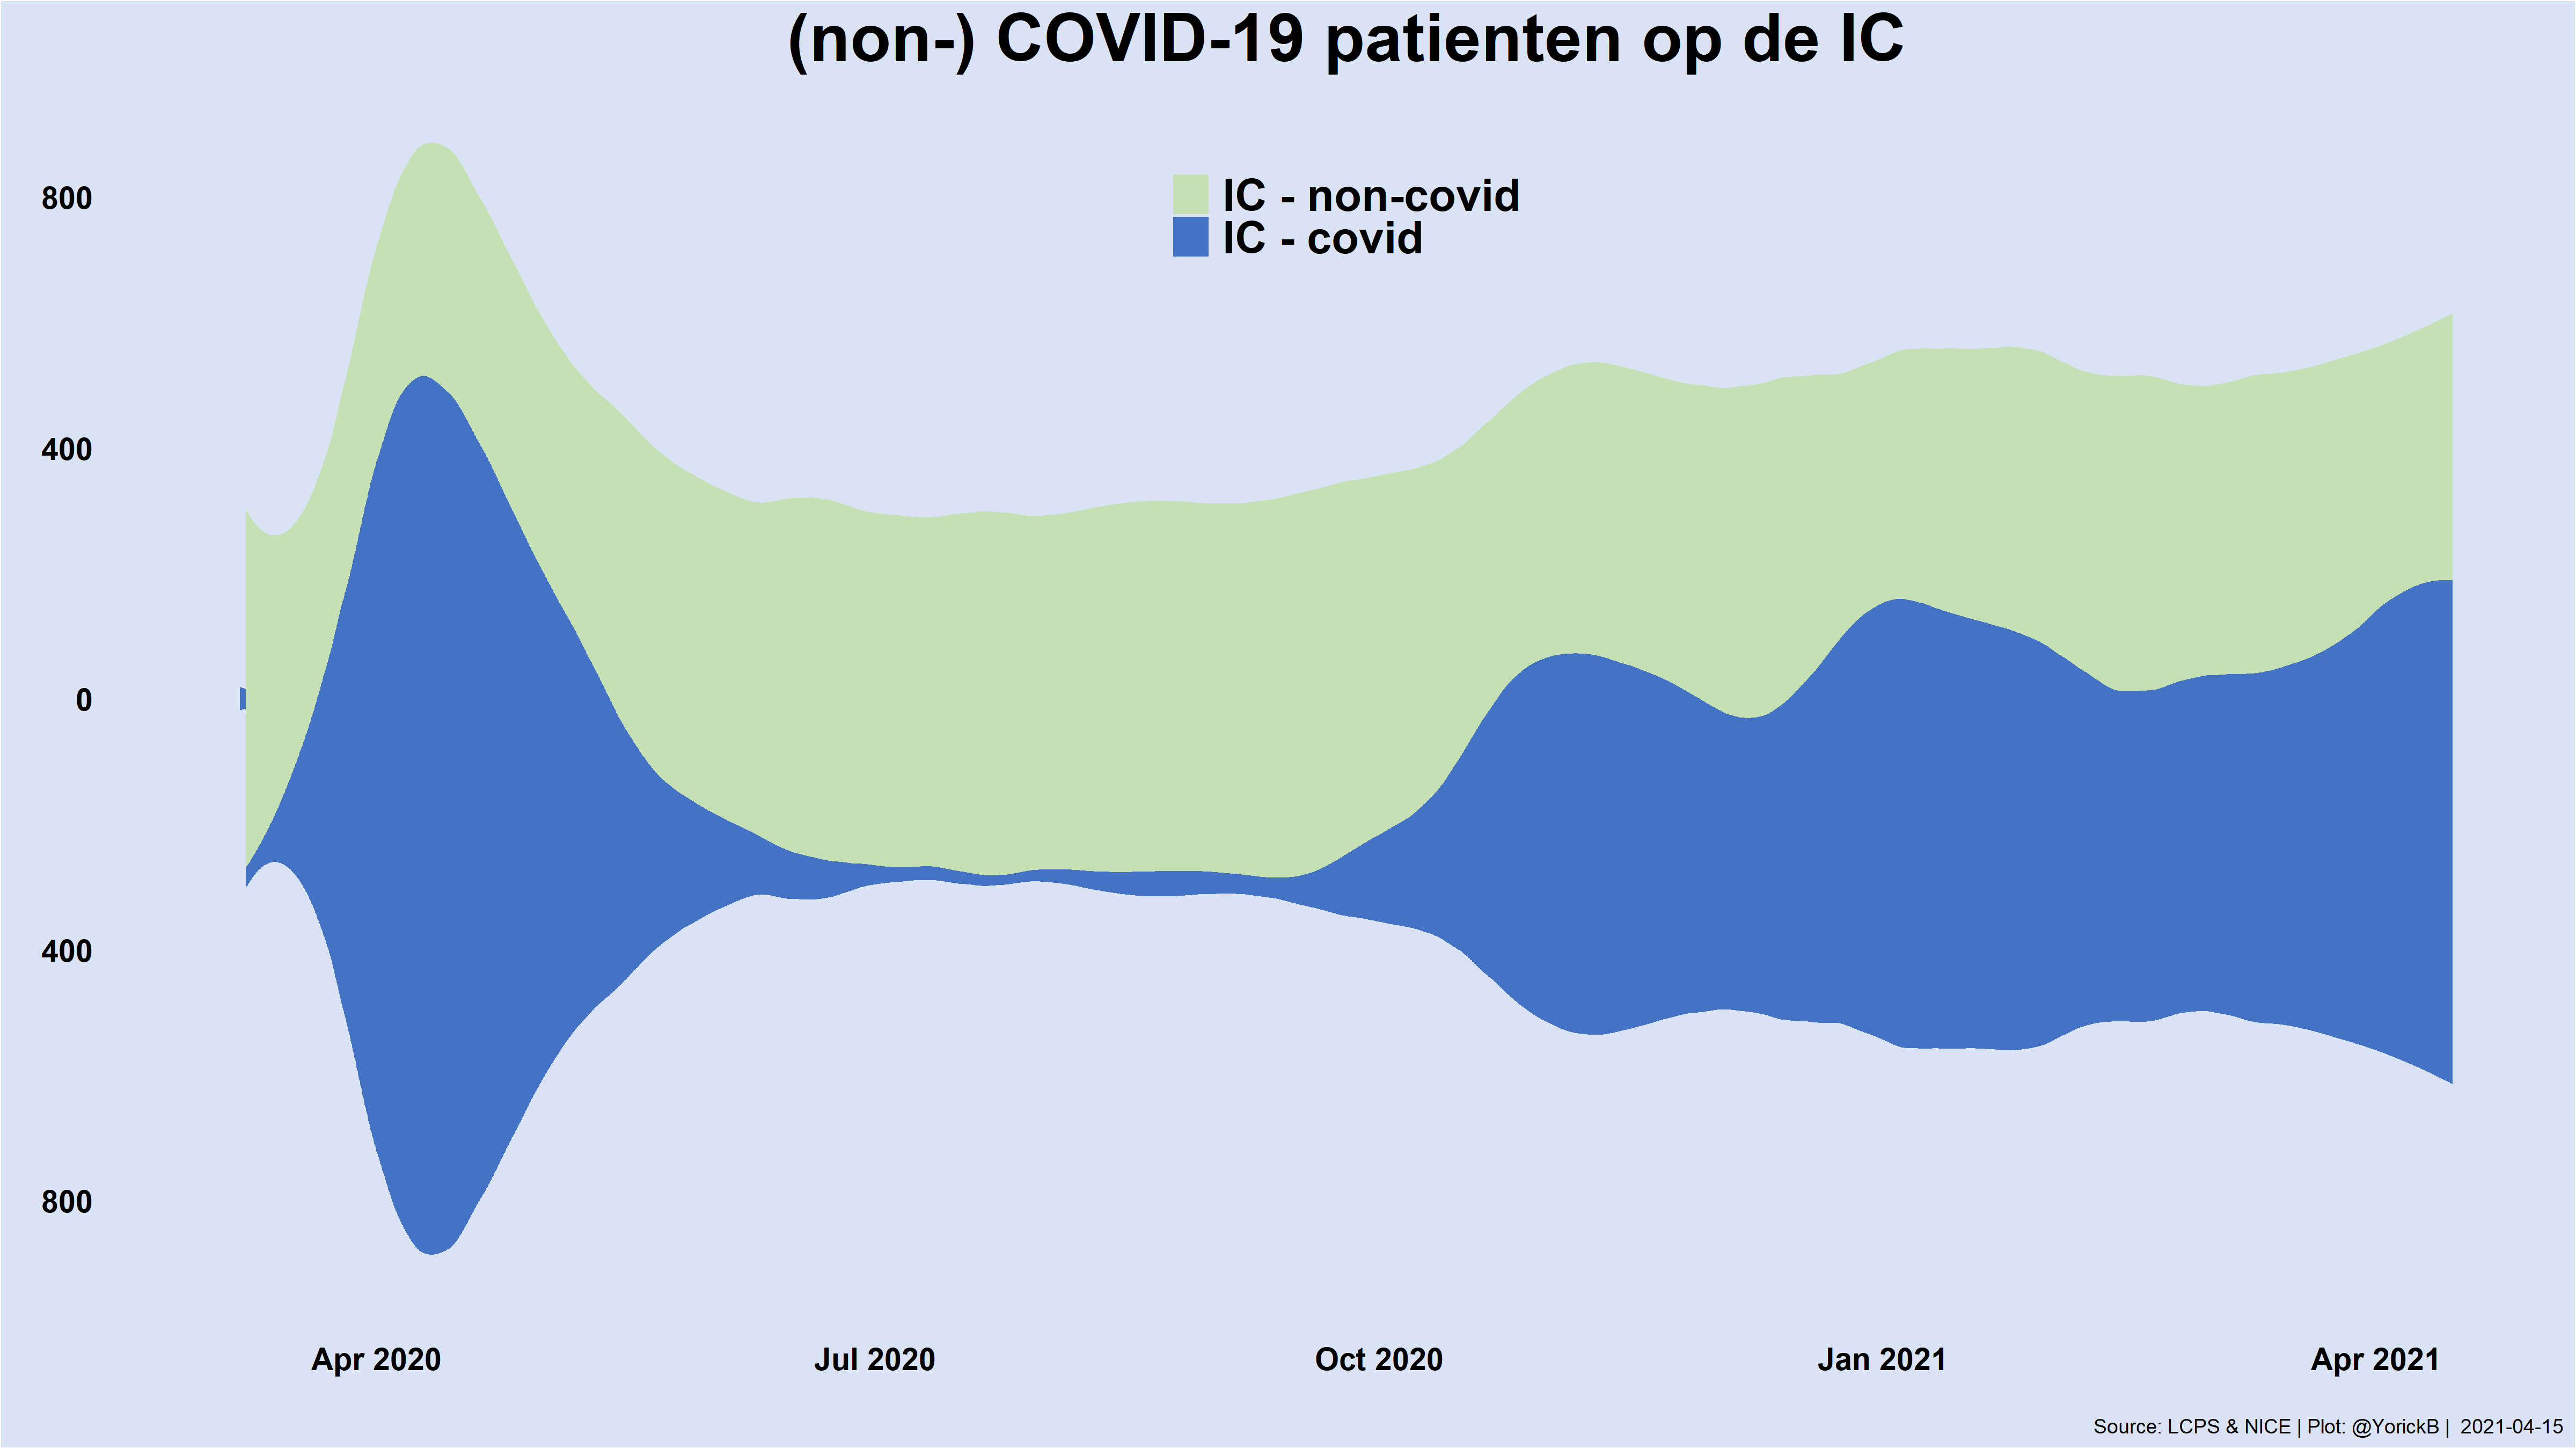 (non-) COVID-19 patienten op de IC
IC - non-covid
IC - covid
800
400
0
400
800
Apr 2020
Jul 2020
Oct 2020
Jan 2021
Apr 2021
Source: LCPS & NICE | Plot: @YorickB | 2021-04-15